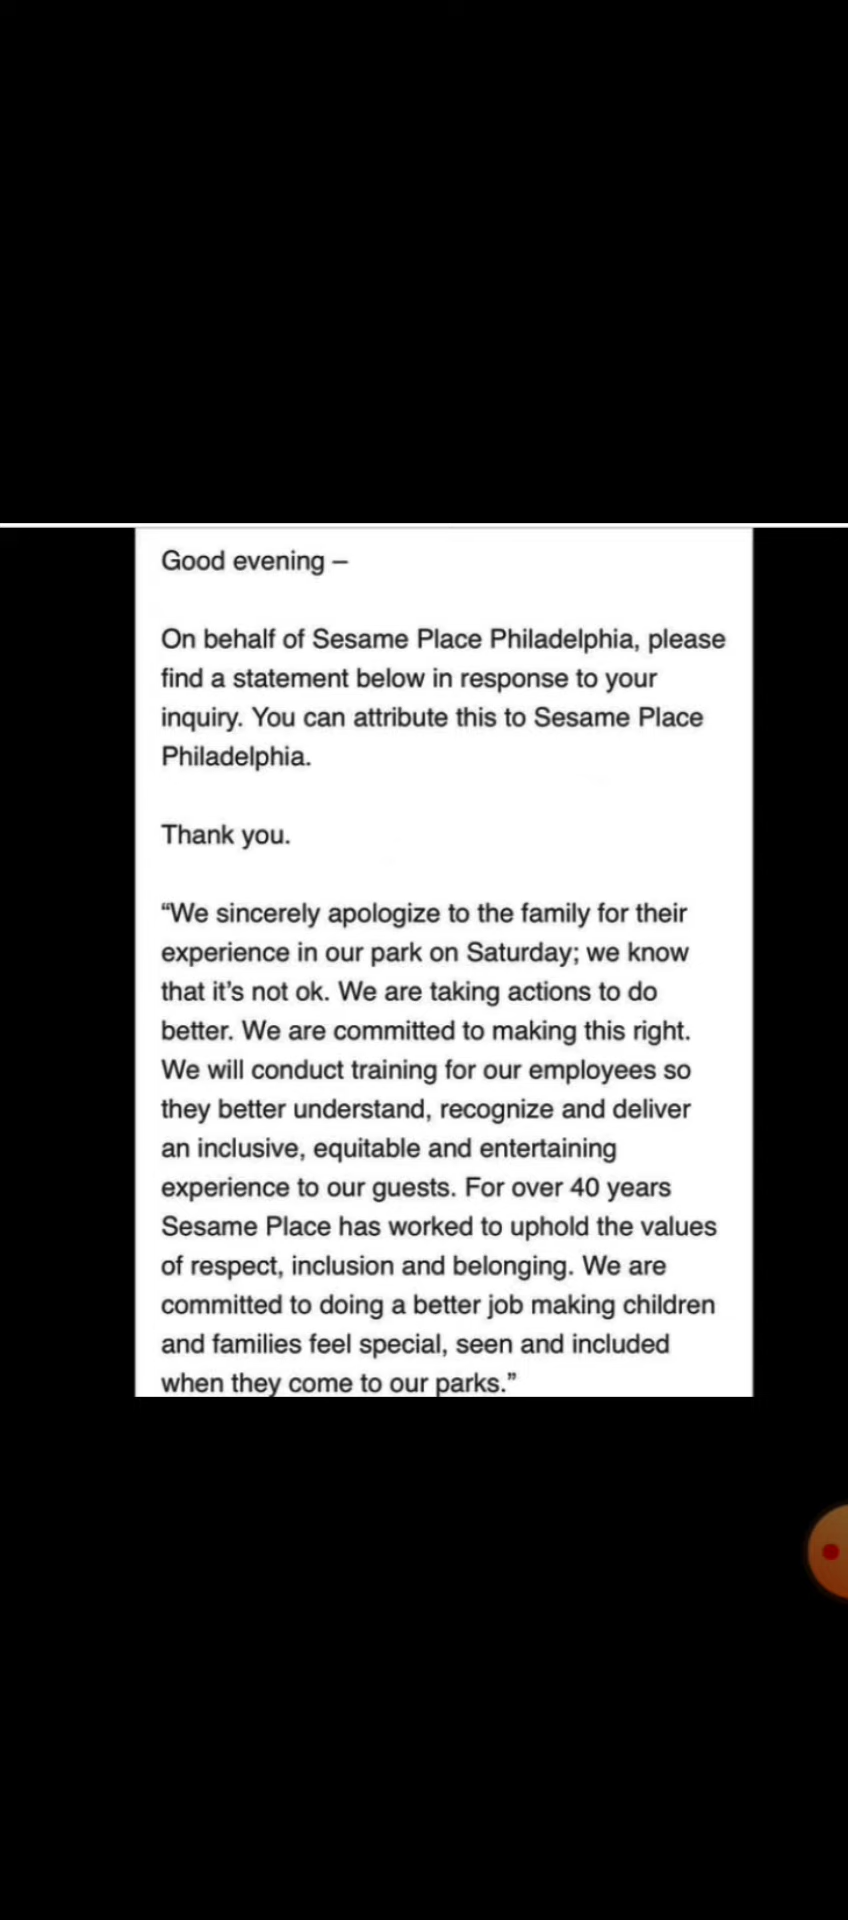 Good evening –
On behalf of Sesame Place Philadelphia, please
find a statement below in response to your
inquiry. You can attribute this to Sesame Place
Philadelphia.
Thank you.
“We sincerely apologize to the family for their
experience in our park on Saturday; we know
that it’s not ok. We are taking actions to do
better. We are committed to making this right.
We will conduct training for our employees so
they better understand, recognize and deliver
an inclusive, equitable and entertaining
experience to our guests. For over 40 years
Sesame Place has worked to uphold the values
of respect, inclusion and belonging. We are
committed to doing a better job making children
and families feel special, seen and included
when they come to our parks.”